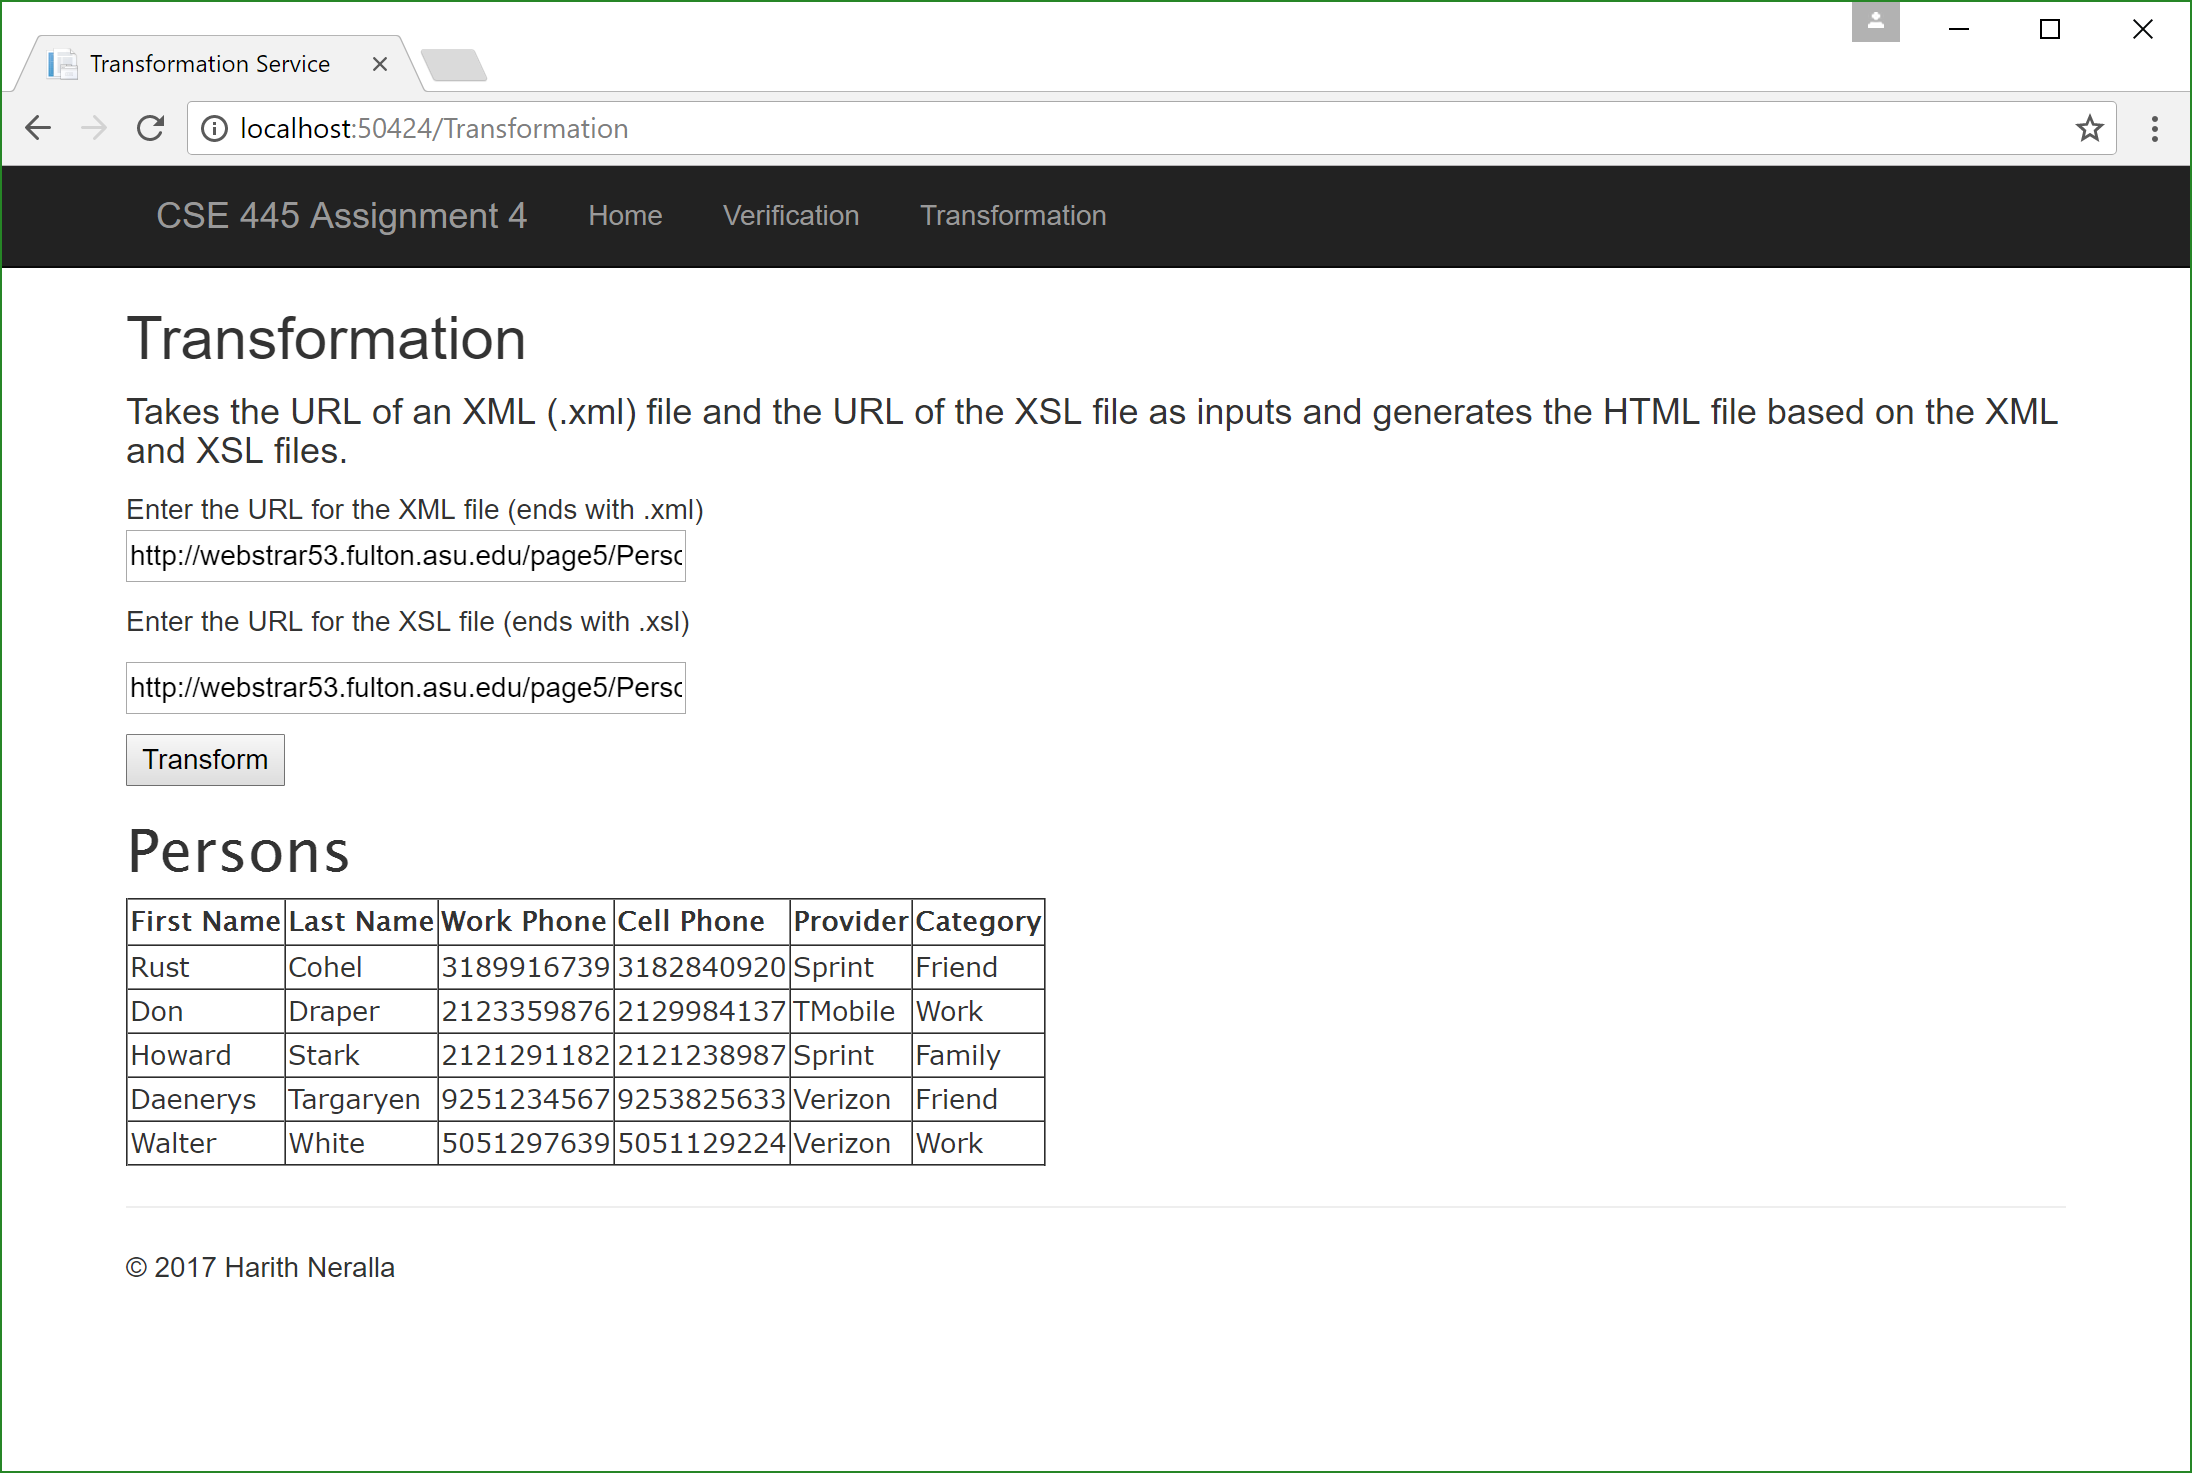 Transformation Service
localhost:50424/Transformation
CSE 445 Assignment 4 Home Verification Transformation
Transformation
Takes the URL of an XML (.xml) file and the URL of the XSL file as inputs and generates the HTML file based on the XML
and XSL files.
Enter the URL for the XML file (ends with .xml)
http://webstrar53.fulton.asu.edu/page5/Perso
Enter the URL for the XSL file (ends with .xsl)
http://webstrar53.fulton.asu.edu/page5/Perso
Transform
Persons
First Name Last Name Work Phone Cell Phone Provider Category
Rust Cohel 3189916739 3182840920 Sprint Friend
Don Draper 2123359876 2129984137 TMobile Work
Howard Stark 2121291182 2121238987 Sprint Family
Daenerys Targaryen 9251234567 9253825633 Verizon Friend
Walter White 5051297639 5051129224 Verizon Work
© 2017 Harith Neralla